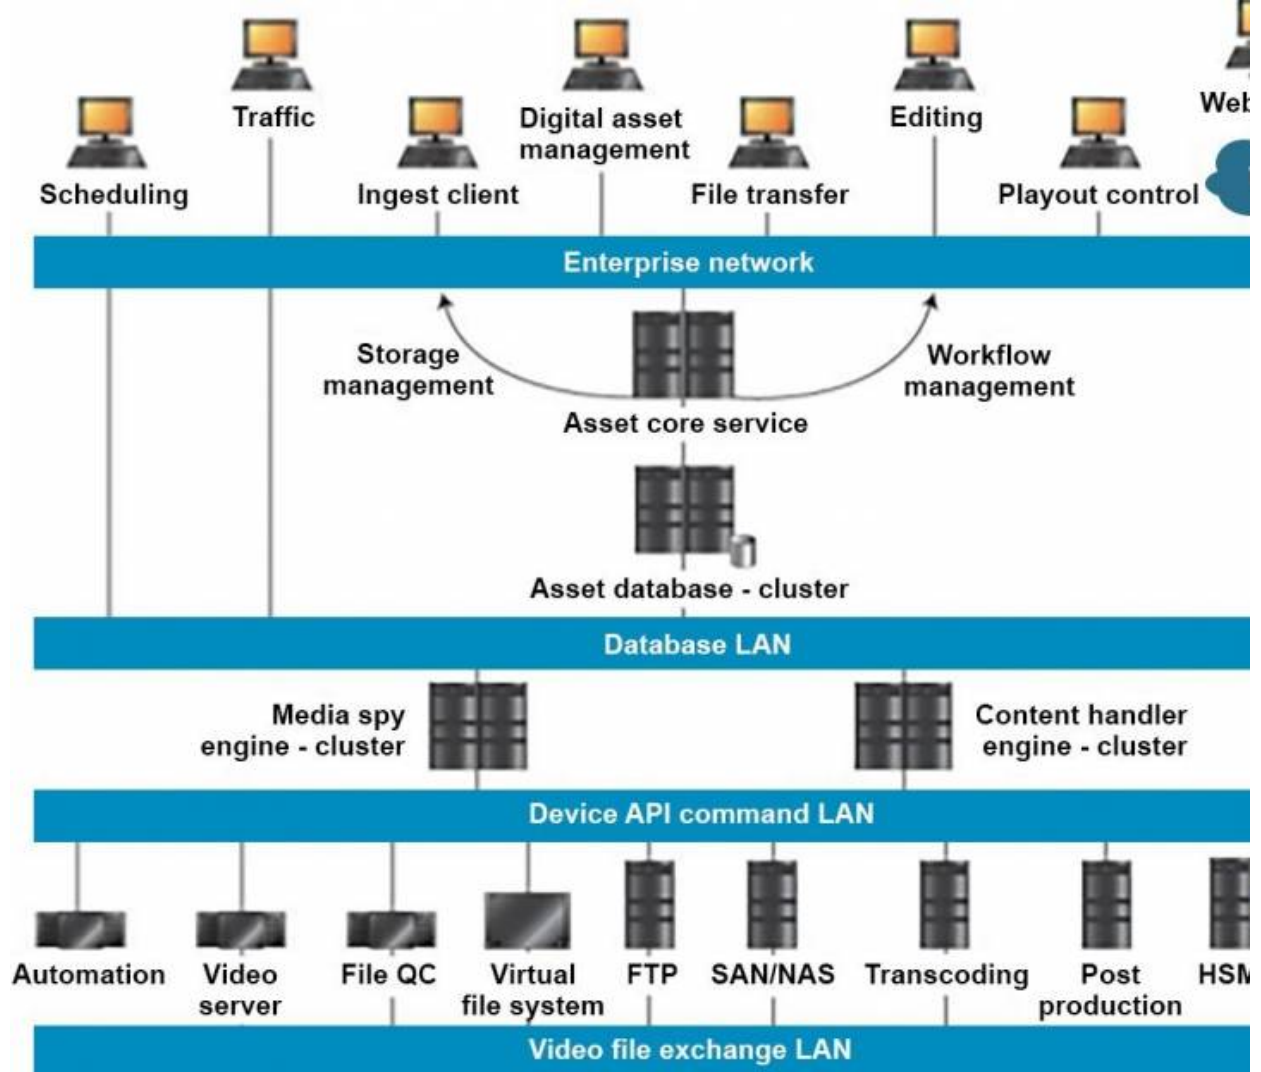 Traffic
Digital asset
management
Editing
Web
Scheduling
Ingest client
File transfer
Playout control
Enterprise network
Storage
management
Workflow
management
Asset core service
Asset database - cluster
Database LAN
Media spy
engine - cluster
Content handler
engine - cluster
Device API command LAN
Automation
Video
server
File QC
Virtual
file system
FTP
SAN/NAS
Transcoding
Post
production
HSM
Video file exchange LAN